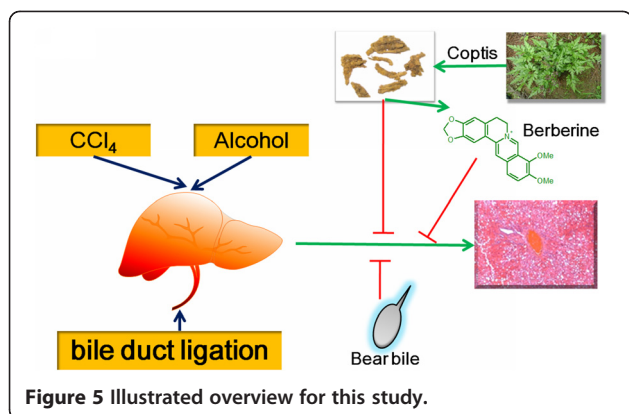 Coptis
CCl4
Alcohol
Berberine
O
O
N+
OMe
OMe
bile duct ligation
Bear bile
Figure 5 Illustrated overview for this study.